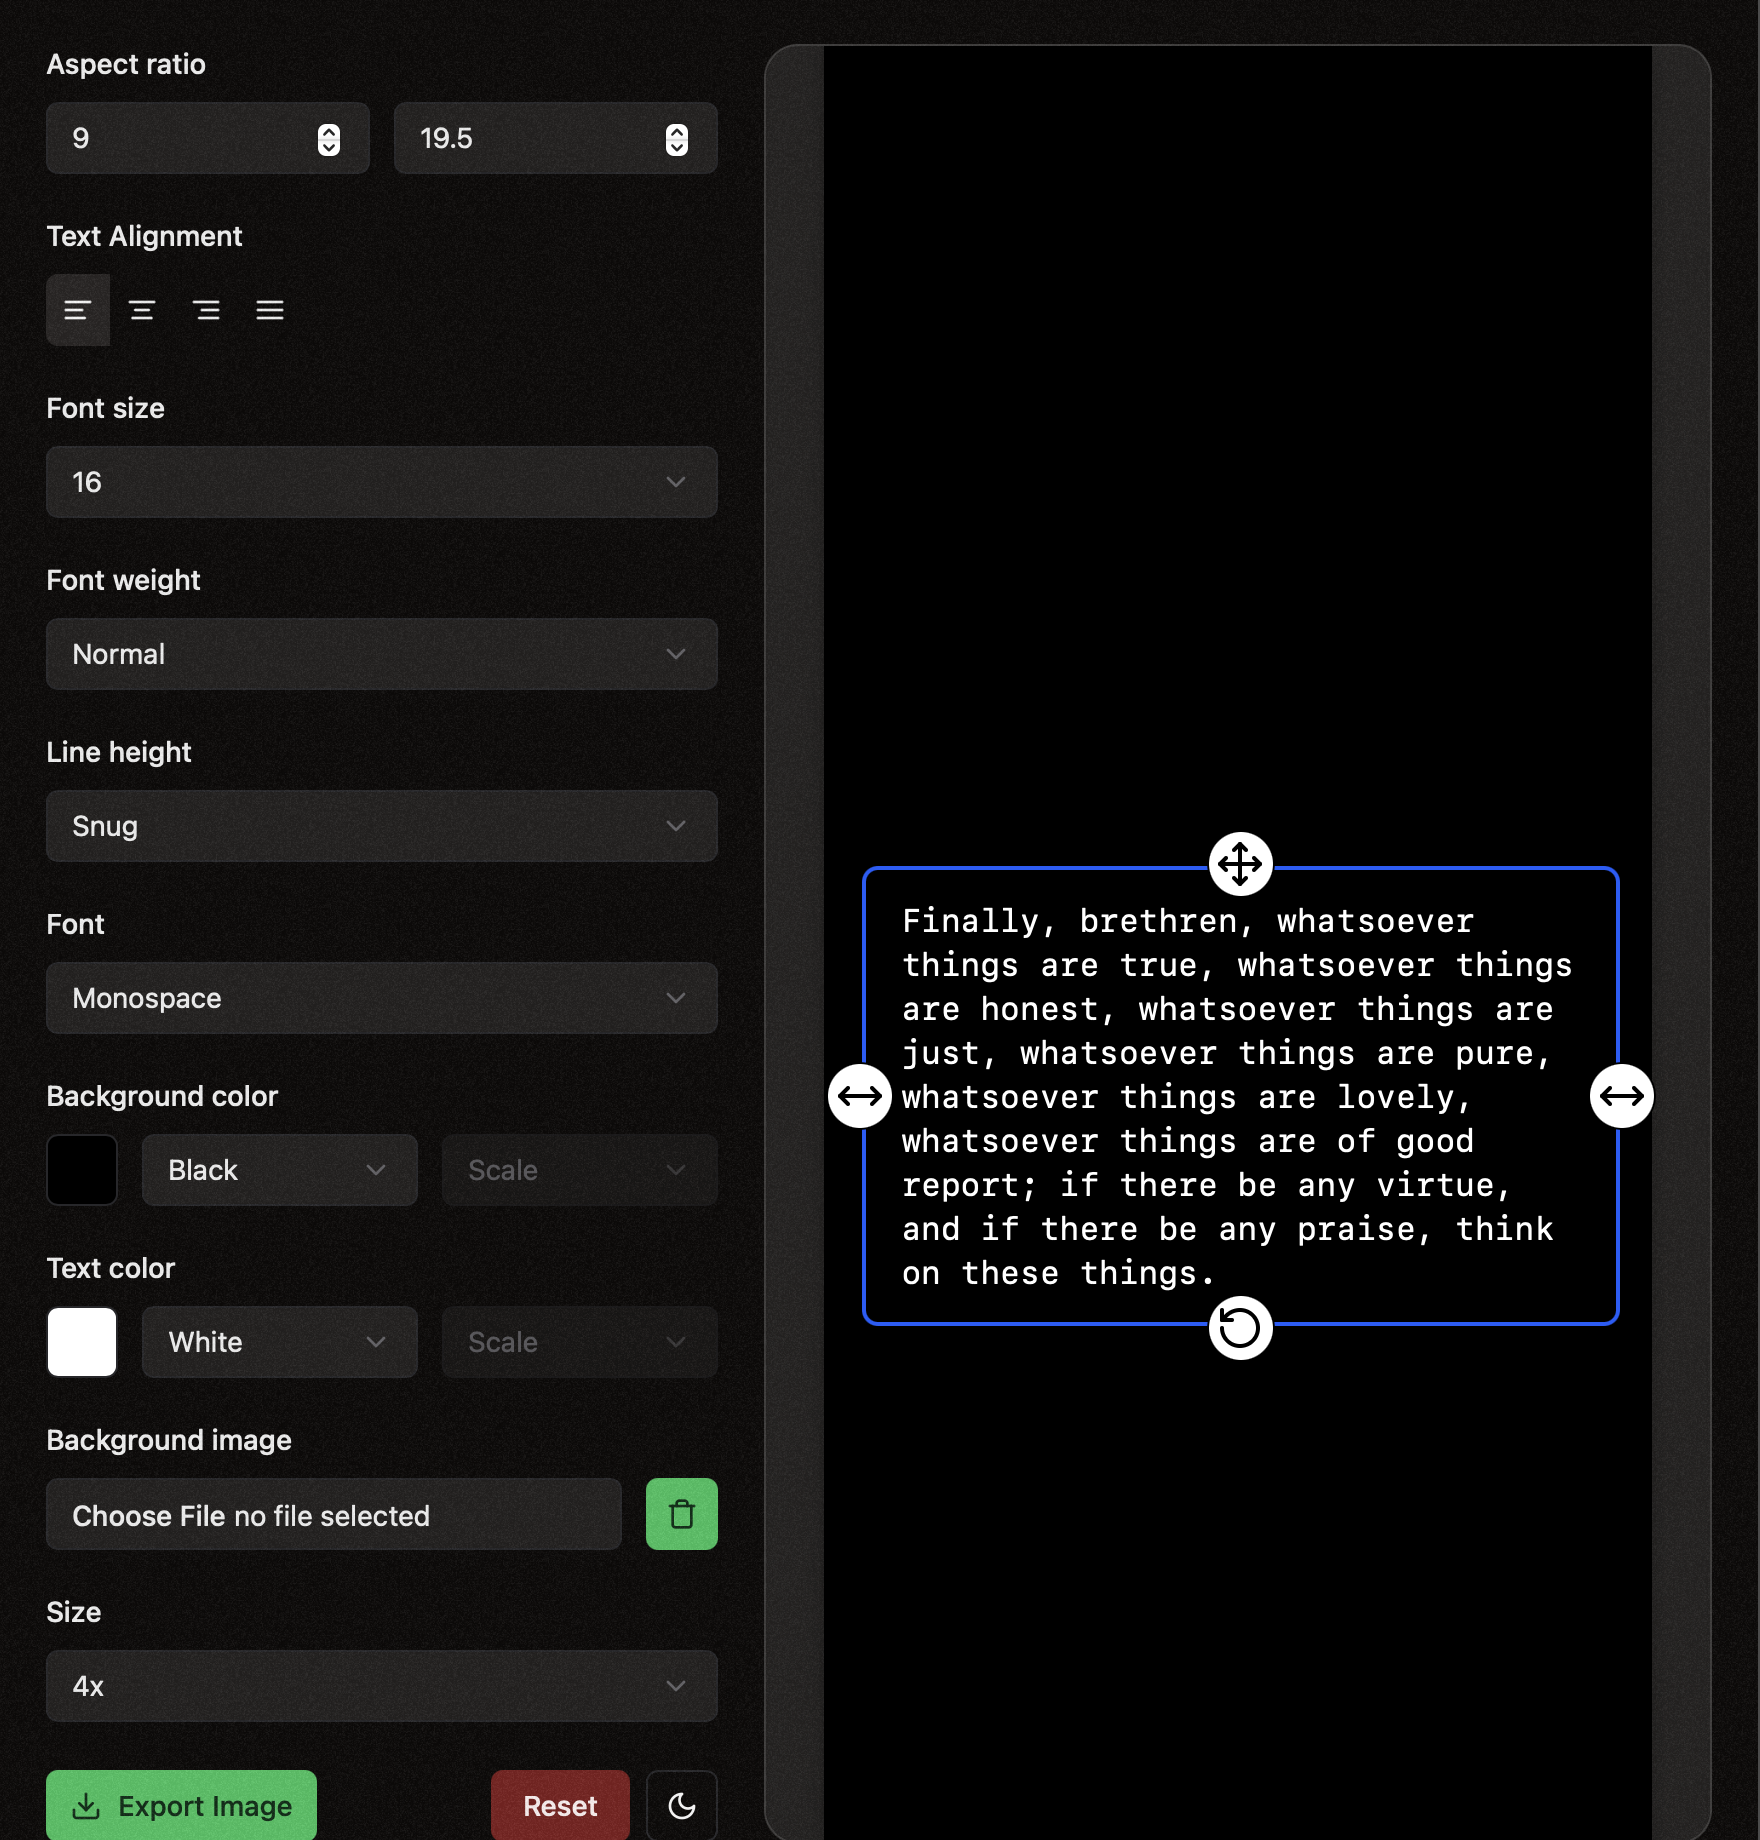 Aspect ratio
9
19.5
Text Alignment
Font size
16
Font weight
Normal
Line height
Snug
Font
Monospace
Background color
Black
Scale
Text color
White
Scale
Background image
Choose File no file selected
Size
4x
Export Image
Reset
Finally, brethren, whatsoever
things are true, whatsoever things
are honest, whatsoever things are
just, whatsoever things are pure,
whatsoever things are lovely,
whatsoever things are of good
report; if there be any virtue,
and if there be any praise, think
on these things.